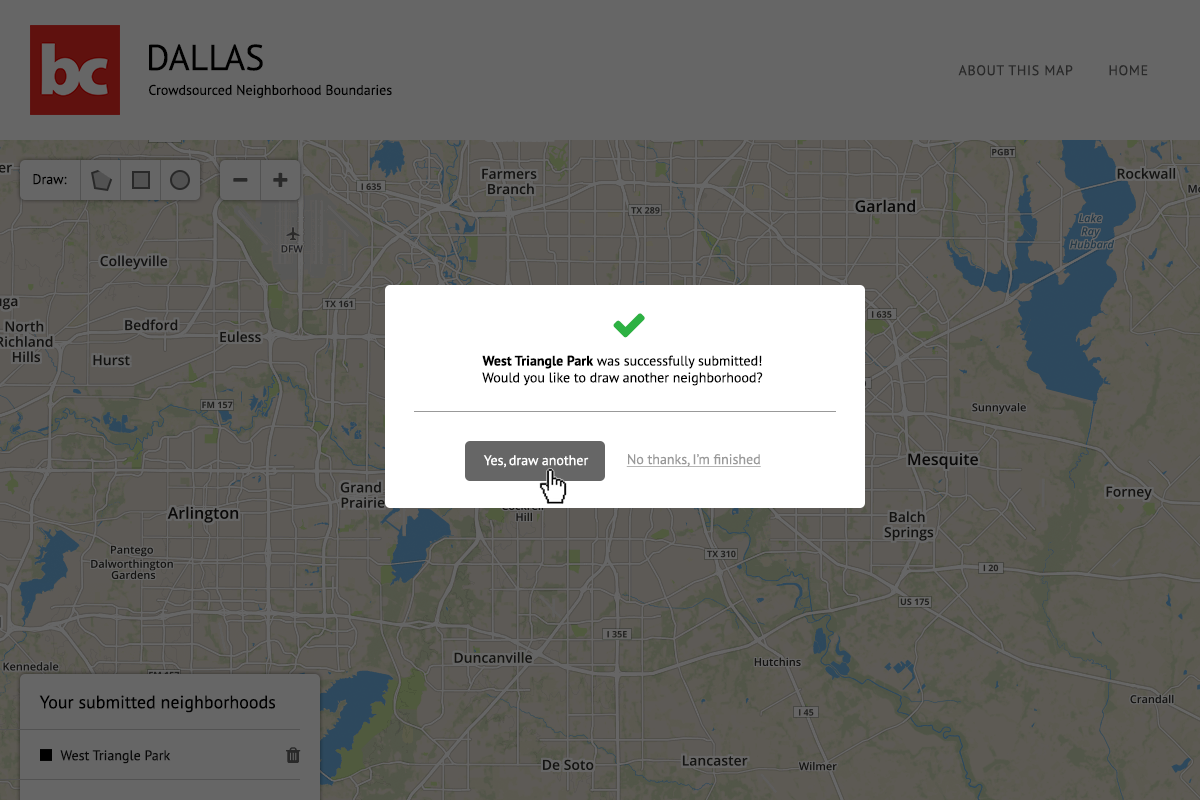 bc
DALLAS
Crowdsourced Neighborhood Boundaries
ABOUT THIS MAP
HOME
Draw:
er
I 635
Farmers
Branch
PGBT
Rockwall
TX 289
Garland
Lake
Ray
Hubbard
DFW
Colleyville
TX 161
I 635
North
Richland
Hills
Bedford
Euless
Hurst
West Triangle Park was successfully submitted!
Would you like to draw another neighborhood?
FM 157
Sunnyvale
Yes, draw another
No thanks, I'm finished
Mesquite
Grand
Prairie
Forney
Arlington
Cockrell
Hill
Balch
Springs
Pantego
Dalworthington
Gardens
TX 310
I 20
US 175
I 35E
Duncanville
Hutchins
Kennedale
FM 157
Your submitted neighborhoods
West Triangle Park
Crandall
I 45
De Soto
Lancaster
Wilmer